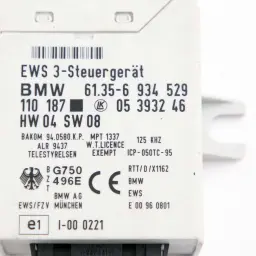 EWS 3-Steuergerät
BMW 61.35-6 934 529
110 187 05 3932 46
HW 04 SW 08
BAKOM 94.0580.K.P. MPT 1337 125 KHZ
ALR 9437 W.T.LICENCE
TELESTYRELSEN EXEMPT ICP-050TC-95
BZT G750 496E RTT/D/X1162
BMW AG BMW
EWS/FZV MÜNCHEN EWS
E 00 96 0801
e1 I-00 0221